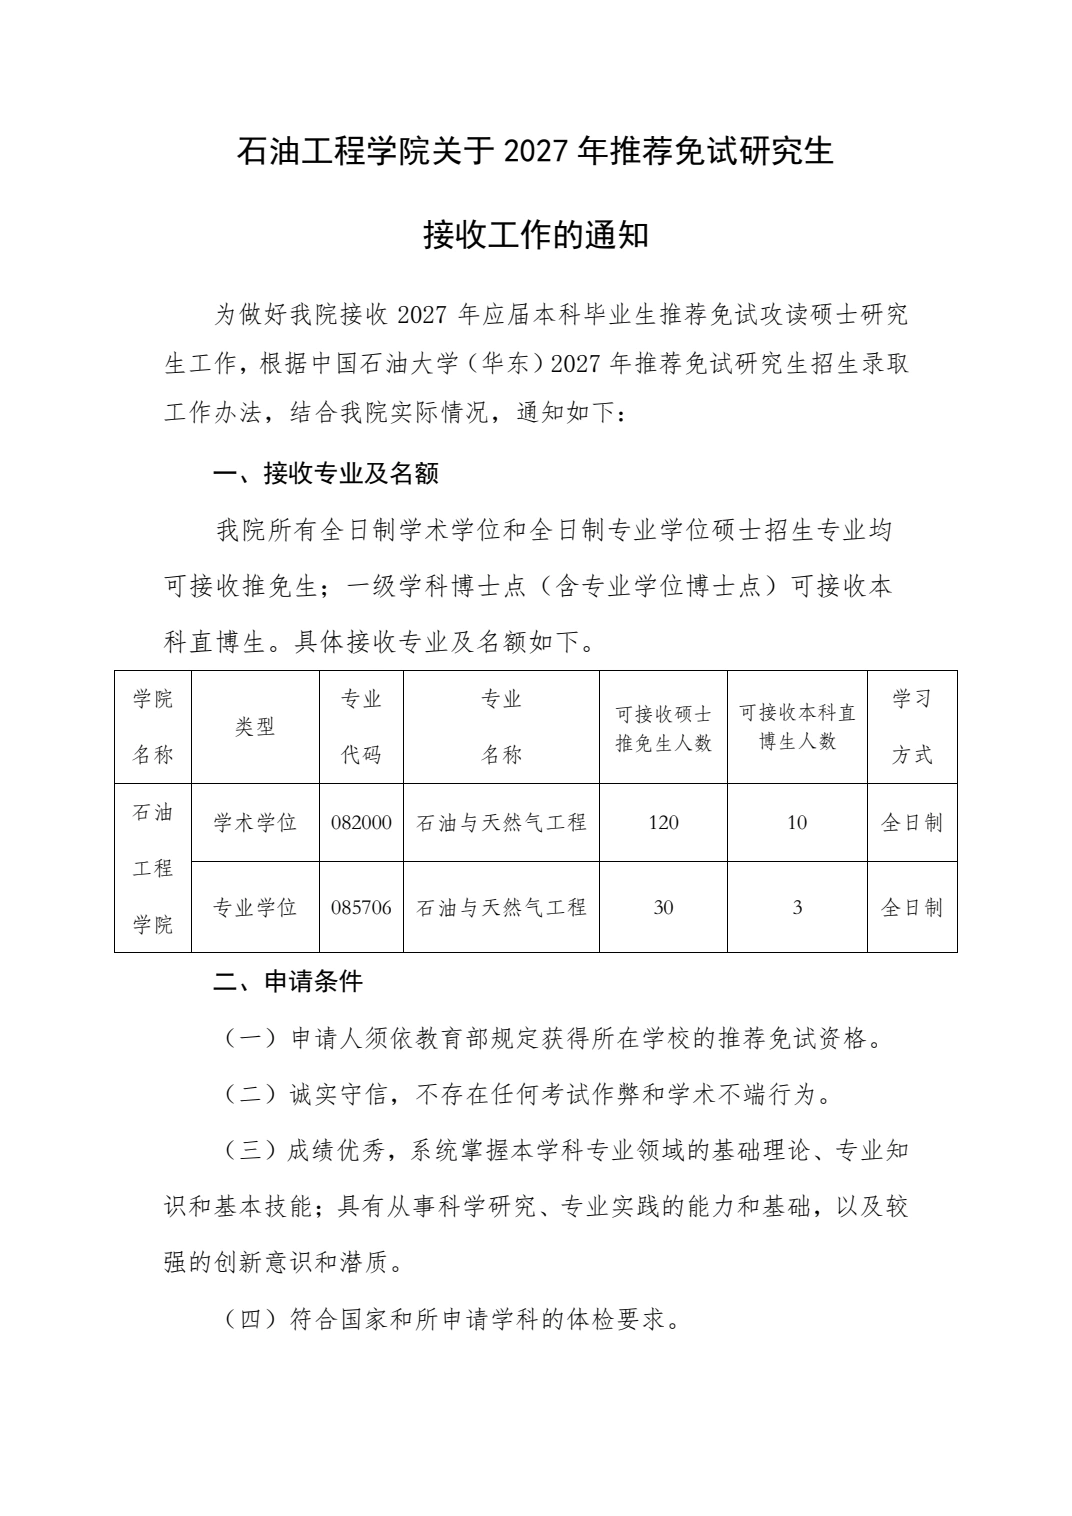 石油工程学院关于 2027 年推荐免试研究生
接收工作的通知
为做好我院接收 2027 年应届本科毕业生推荐免试攻读硕士研究
生工作，根据中国石油大学（华东）2027 年推荐免试研究生招生录取
工作办法，结合我院实际情况，通知如下：
一、接收专业及名额
我院所有全日制学术学位和全日制专业学位硕士招生专业均
可接收推免生；一级学科博士点（含专业学位博士点）可接收本
科直博生。具体接收专业及名额如下。
学院
名称
类型
专业
代码
专业
名称
可接收硕士
推免生人数
可接收本科直
博生人数
学习
方式
石油
工程
学院
学术学位 082000 石油与天然气工程 120 10 全日制
专业学位 085706 石油与天然气工程 30 3 全日制
二、申请条件
（一）申请人须依教育部规定获得所在学校的推荐免试资格。
（二）诚实守信，不存在任何考试作弊和学术不端行为。
（三）成绩优秀，系统掌握本学科专业领域的基础理论、专业知
识和基本技能；具有从事科学研究、专业实践的能力和基础，以及较
强的创新意识和潜质。
（四）符合国家和所申请学科的体检要求。